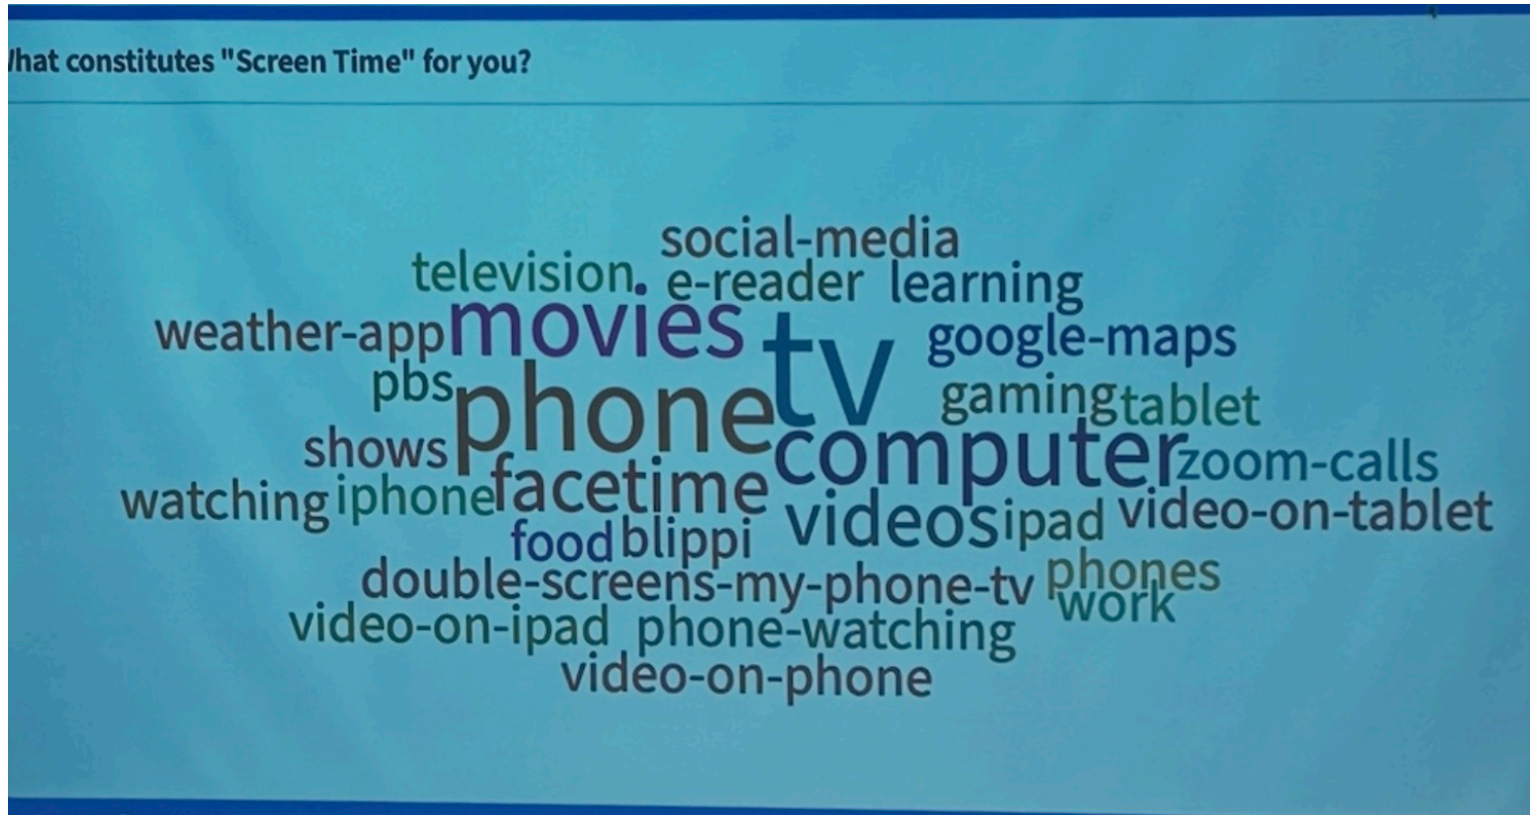 hat constitutes "Screen Time" for you?
social-media
television. e-reader learning
weather-app movies tv google-maps
pbs phone gaming tablet
shows computer zoom-calls
watching iphone facetime videos ipad video-on-tablet
food blippi
double-screens-my-phone-tv phones
work
video-on-ipad phone-watching
video-on-phone